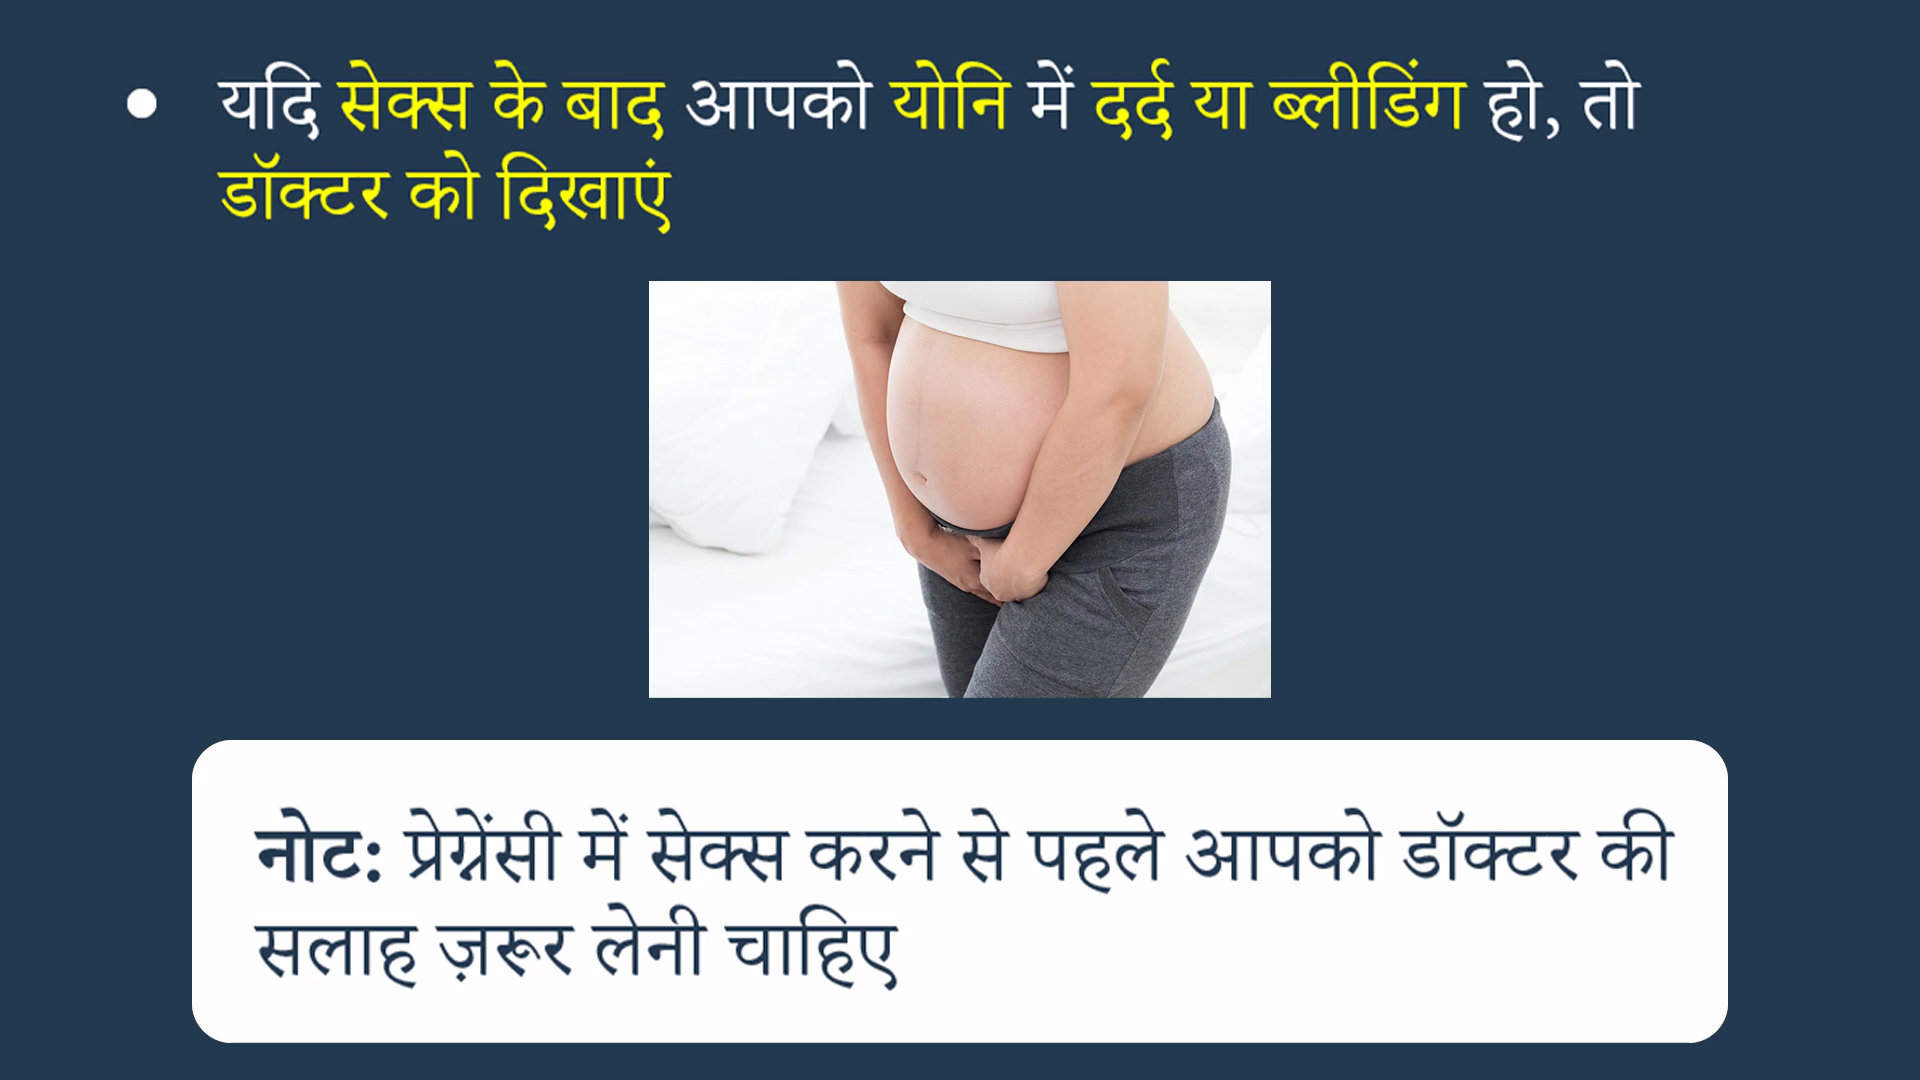 • यदि सेक्स के बाद आपको योनि में दर्द या ब्लीडिंग हो, तो
डॉक्टर को दिखाएं
नोट: प्रेग्नेंसी में सेक्स करने से पहले आपको डॉक्टर की
सलाह ज़रूर लेनी चाहिए